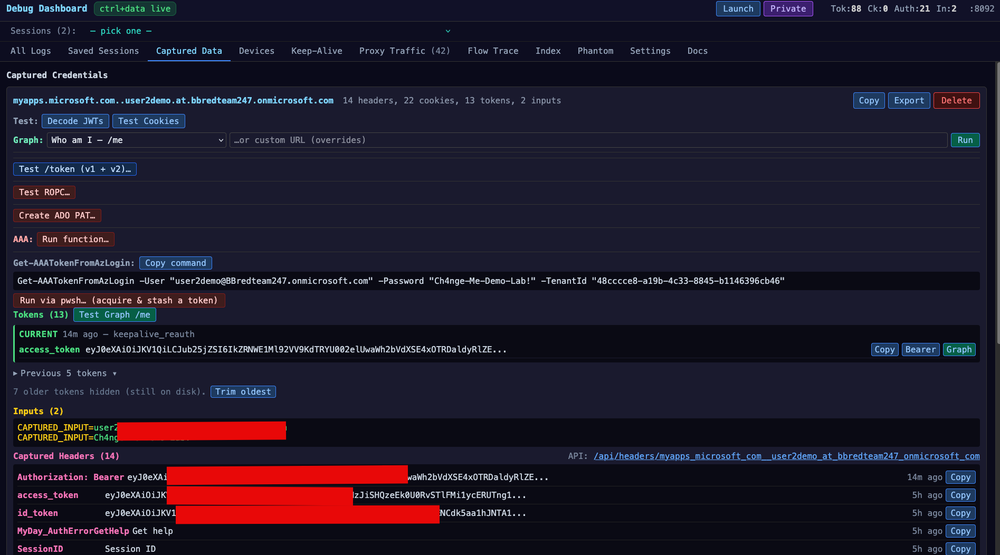 Debug Dashboard ctrl+data live Launch Private Tok:88 Ck:0 Auth:21 In:2 :8092
Sessions (2): — pick one —
All Logs Saved Sessions Captured Data Devices Keep-Alive Proxy Traffic (42) Flow Trace Index Phantom Settings Docs
Captured Credentials
myapps.microsoft.com..user2demo.at.bbredteam247.onmicrosoft.com 14 headers, 22 cookies, 13 tokens, 2 inputs Copy Export Delete
Test: Decode JWTs Test Cookies
Graph: Who am I — /me …or custom URL (overrides) Run
Test /token (v1 + v2)…
Test ROPC…
Create ADO PAT…
AAA: Run function…
Get-AAATokenFromAzLogin: Copy command
Get-AAATokenFromAzLogin -User "user2demo@BBredteam247.onmicrosoft.com" -Password "Ch4nge-Me-Demo-Lab!" -TenantId "48cccce8-a19b-4c33-8845-b1146396cb46"
Run via pwsh… (acquire & stash a token)
Tokens (13) Test Graph /me
CURRENT 14m ago — keepalive_reauth
access_token eyJ0eXAiOiJKV1QiLCJub25jZSI6IkZRNWE1Ml92VV9KdTRYU002elUwaWh2bVdXSE4xOTRDaldyRlZE... Copy Bearer Graph
▸ Previous 5 tokens ▾
7 older tokens hidden (still on disk). Trim oldest
Inputs (2)
CAPTURED_INPUT=user2
CAPTURED_INPUT=Ch4ng
Captured Headers (14) API: /api/headers/myapps_microsoft_com__user2demo_at_bbredteam247_onmicrosoft_com
Authorization: Bearer eyJ0eXAi waWh2bVdXSE4xOTRDaldyRlZE... 14m ago Copy
access_token eyJ0eXAiOiJK zJiSHQzeEk0U0RvSTlFMi1ycERUTng1... 5h ago Copy
id_token eyJ0eXAiOiJKV1 NCdk5aa1hJNTA1... 5h ago Copy
MyDay_AuthErrorGetHelp Get help 5h ago Copy
SessionID Session ID 5h ago Copy